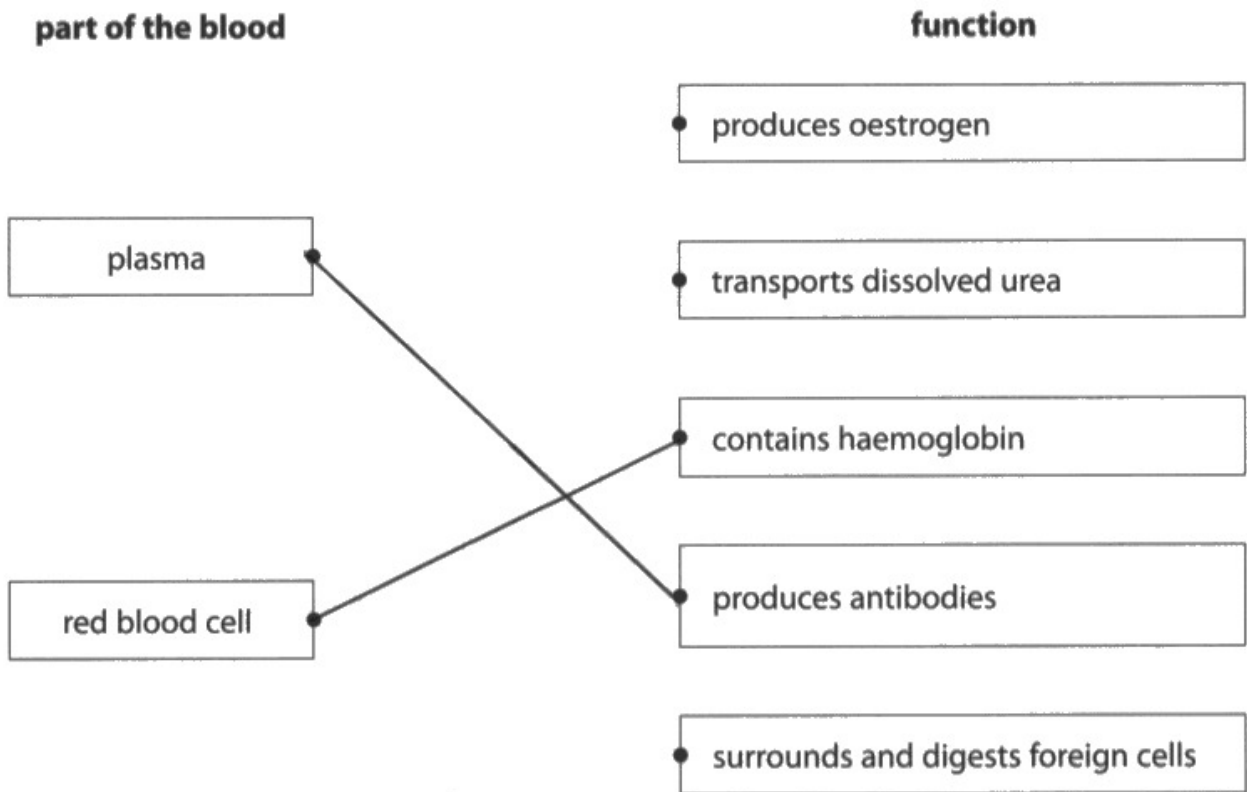 part of the blood
function
produces oestrogen
plasma
transports dissolved urea
contains haemoglobin
produces antibodies
red blood cell
surrounds and digests foreign cells